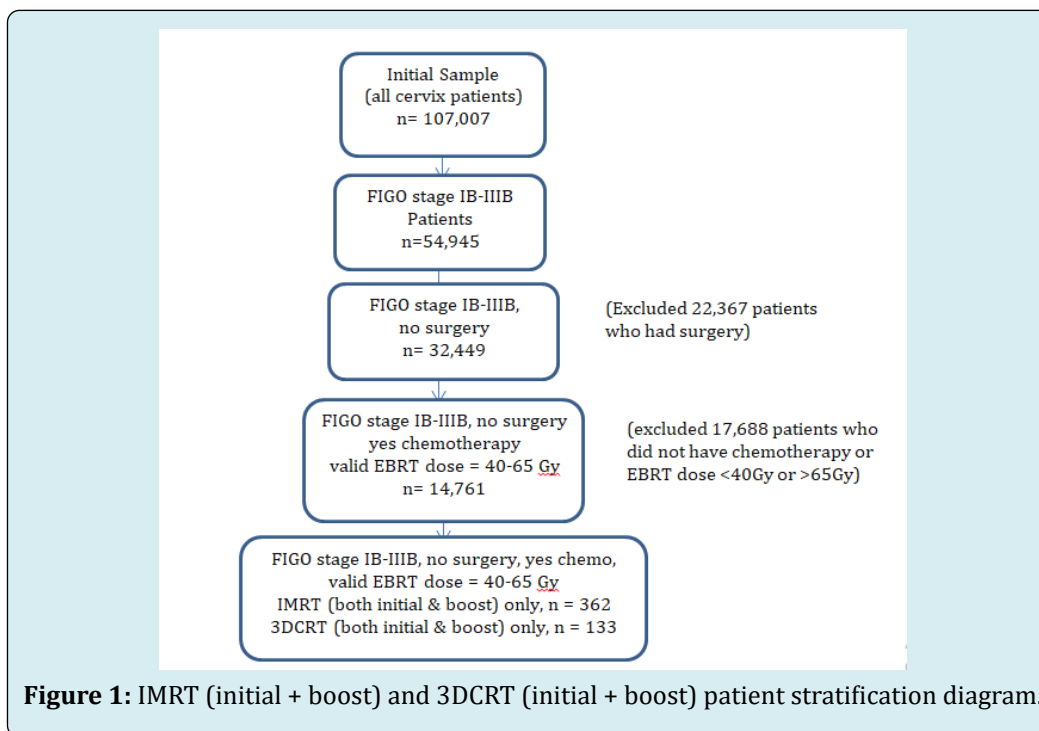 Initial Sample
(all cervix patients)
n= 107,007
FIGO stage IB-IIIB
Patients
n=54,945
FIGO stage IB-IIIB,
no surgery
n= 32,449
(Excluded 22,367 patients
who had surgery)
FIGO stage IB-IIIB, no surgery
yes chemotherapy
valid EBRT dose = 40-65 Gy
n= 14,761
(excluded 17,688 patients who
did not have chemotherapy or
EBRT dose <40Gy or >65Gy)
FIGO stage IB-IIIB, no surgery, yes chemo,
valid EBRT dose = 40-65 Gy
IMRT (both initial & boost) only, n = 362
3DCRT (both initial & boost) only, n = 133
Figure 1: IMRT (initial + boost) and 3DCRT (initial + boost) patient stratification diagram.